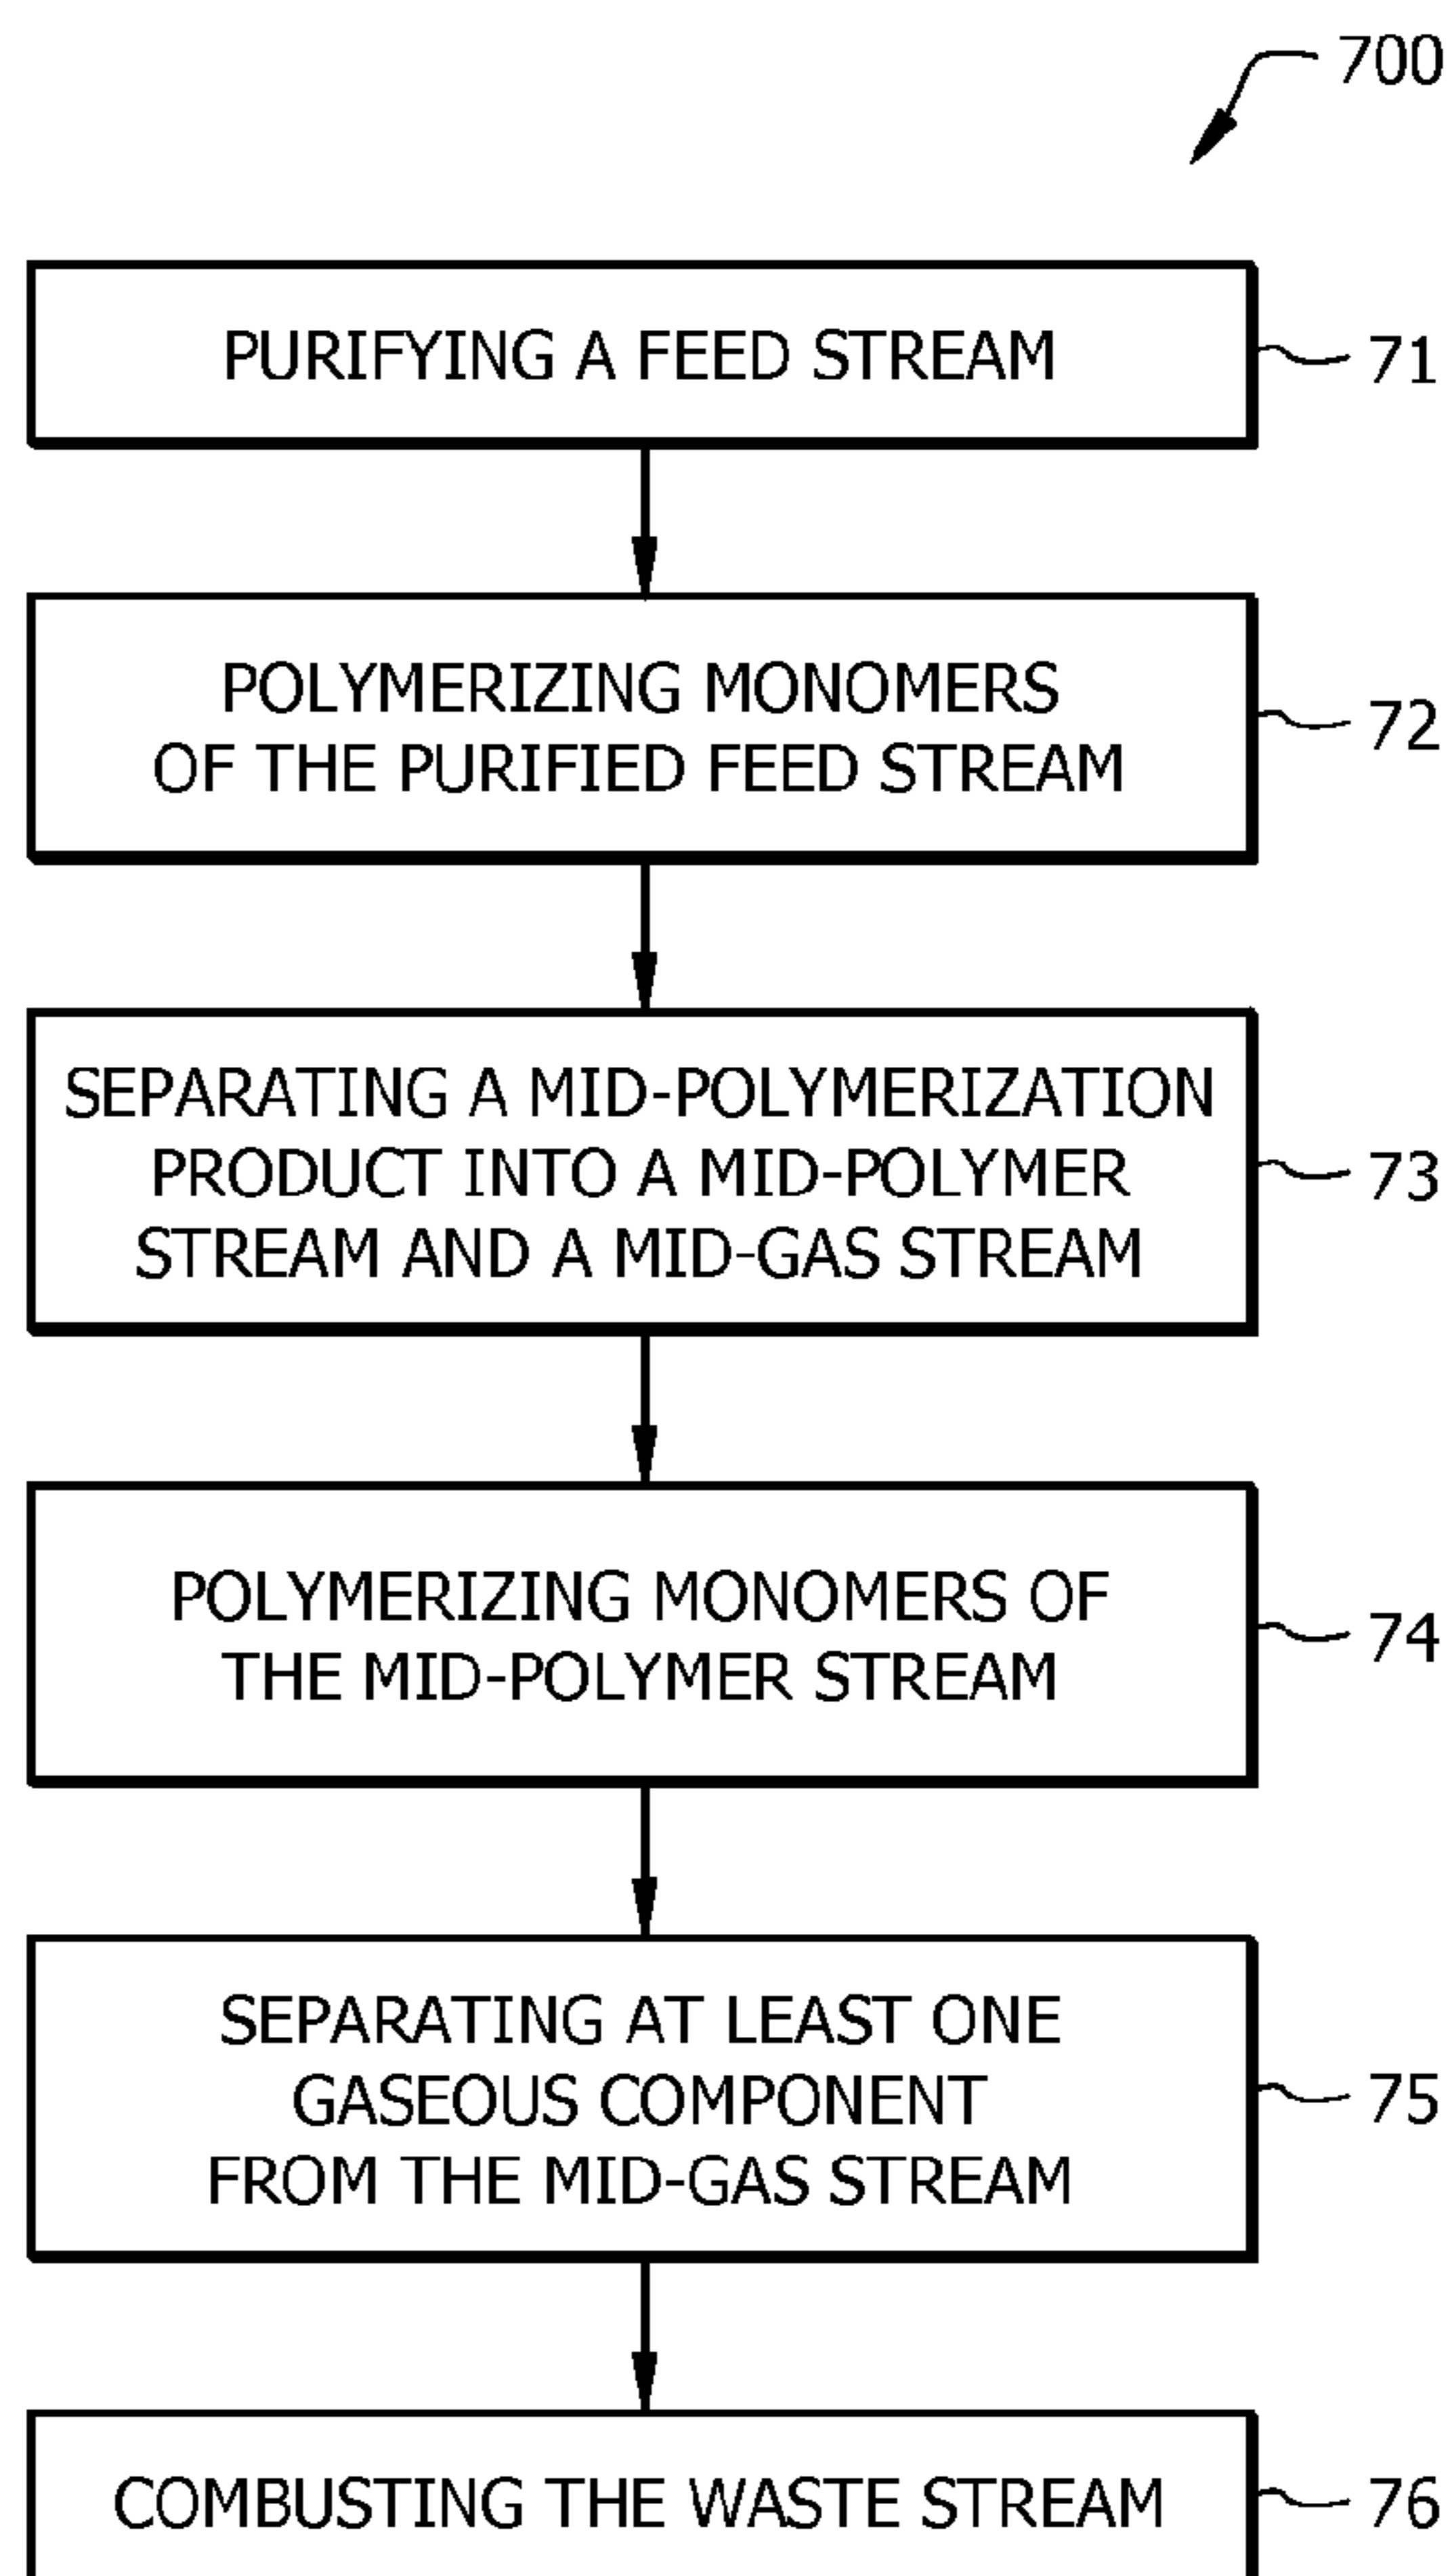 700
PURIFYING A FEED STREAM
71
POLYMERIZING MONOMERS
OF THE PURIFIED FEED STREAM
72
SEPARATING A MID-POLYMERIZATION
PRODUCT INTO A MID-POLYMER
STREAM AND A MID-GAS STREAM
73
POLYMERIZING MONOMERS OF
THE MID-POLYMER STREAM
74
SEPARATING AT LEAST ONE
GASEOUS COMPONENT
FROM THE MID-GAS STREAM
75
COMBUSTING THE WASTE STREAM
76